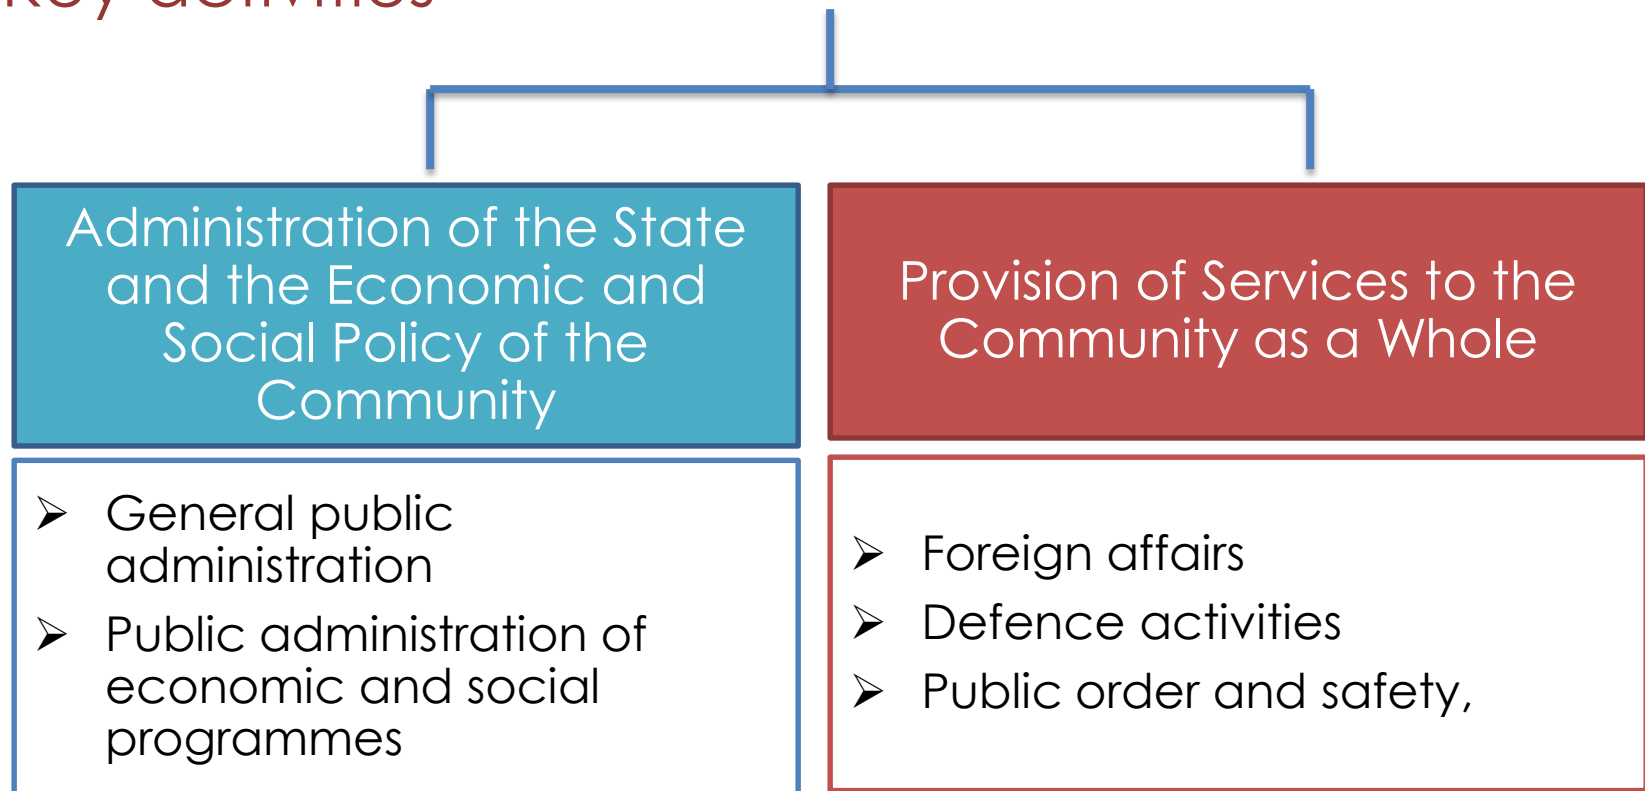 Key activities
Administration of the State
and the Economic and
Social Policy of the
Community
Provision of Services to the
Community as a Whole
➢ General public
administration
➢ Public administration of
economic and social
programmes
➢ Foreign affairs
➢ Defence activities
➢ Public order and safety,